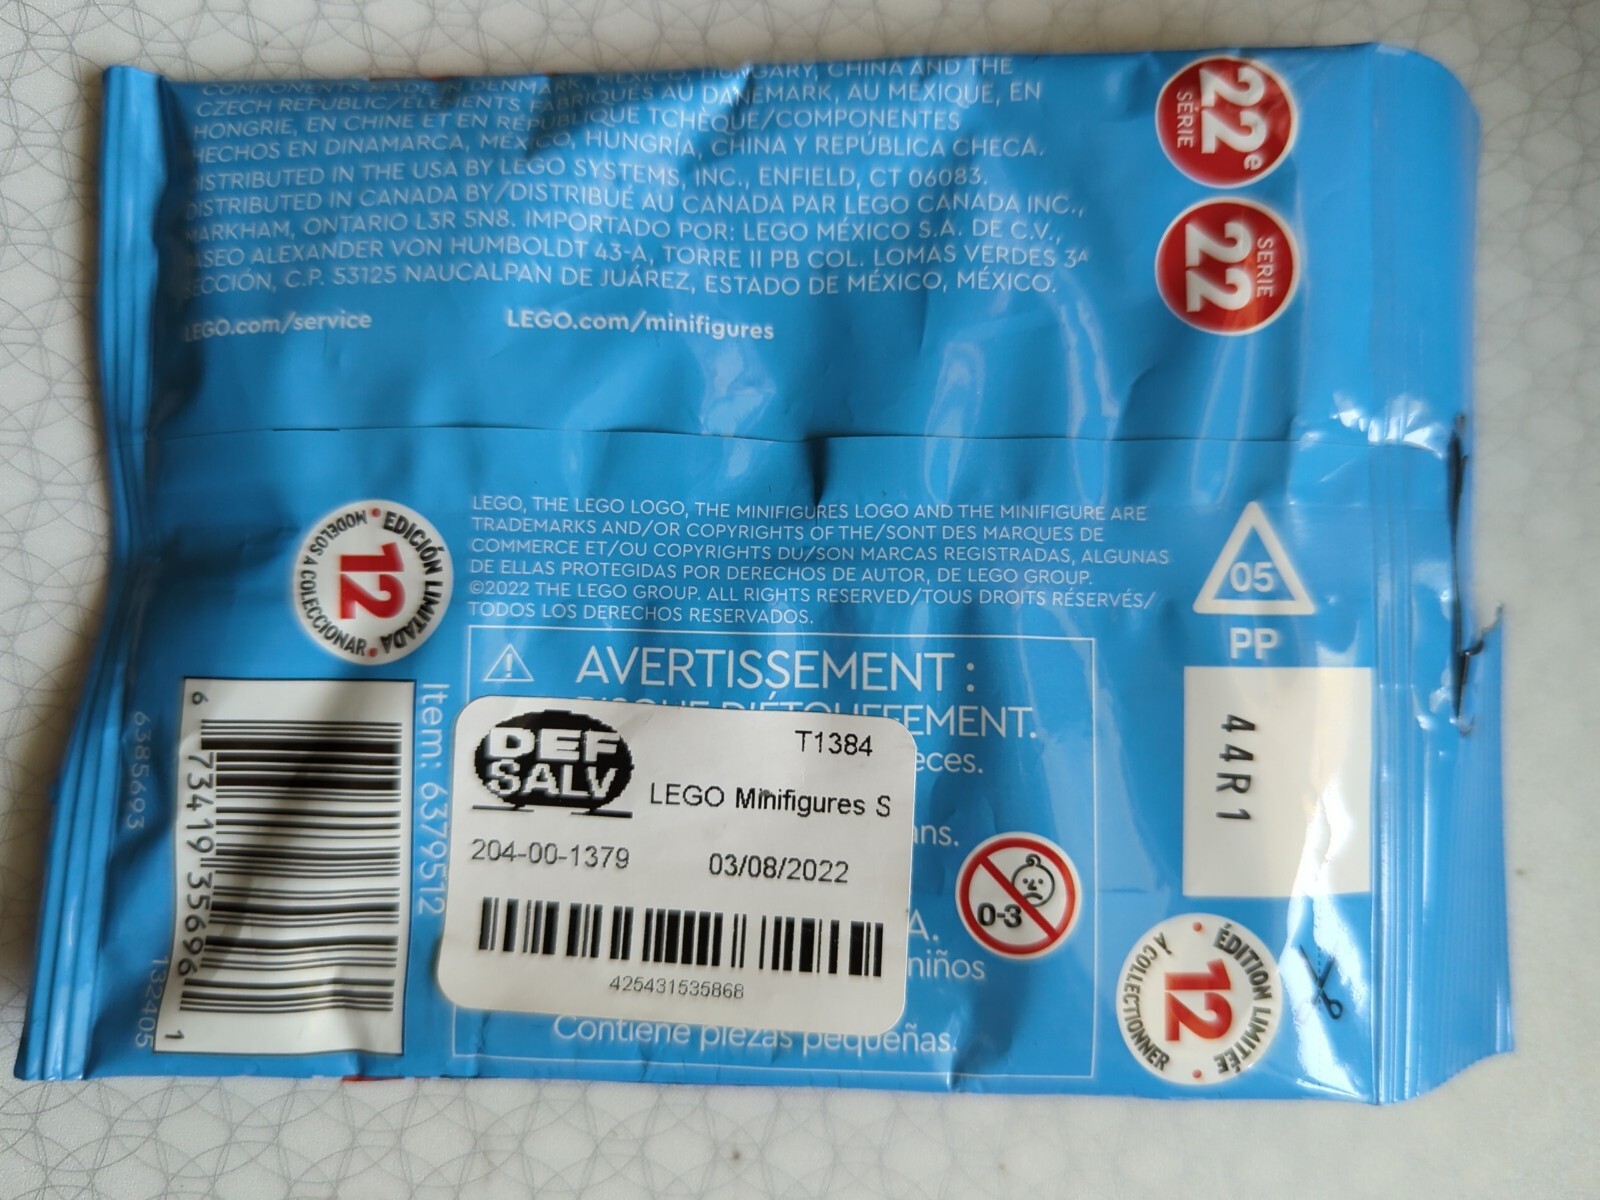 COMPONENTS MADE IN DENMARK, MEXICO, HUNGARY, CHINA AND THE
CZECH REPUBLIC/ÉLÉMENTS FABRIQUÉS AU DANEMARK, AU MEXIQUE, EN
HONGRIE, EN CHINE ET EN RÉPUBLIQUE TCHÈQUE/COMPONENTES
HECHOS EN DINAMARCA, MÉXICO, HUNGRÍA, CHINA Y REPÚBLICA CHECA.
DISTRIBUTED IN THE USA BY LEGO SYSTEMS, INC., ENFIELD, CT 06083.
DISTRIBUTED IN CANADA BY/DISTRIBUÉ AU CANADA PAR LEGO CANADA INC.,
MARKHAM, ONTARIO L3R 5N8. IMPORTADO POR: LEGO MÉXICO S.A. DE C.V.,
ASEO ALEXANDER VON HUMBOLDT 43-A, TORRE II PB COL. LOMAS VERDES 3A
ECCIÓN, C.P. 53125 NAUCALPAN DE JUÁREZ, ESTADO DE MÉXICO, MÉXICO.
LEGO.com/service
LEGO.com/minifigures
22e
SÉRIE
SERIE
22
LEGO, THE LEGO LOGO, THE MINIFIGURES LOGO AND THE MINIFIGURE ARE
TRADEMARKS AND/OR COPYRIGHTS OF THE/SONT DES MARQUES DE
COMMERCE ET/OU COPYRIGHTS DU/SON MARCAS REGISTRADAS, ALGUNAS
DE ELLAS PROTEGIDAS POR DERECHOS DE AUTOR, DE LEGO GROUP.
©2022 THE LEGO GROUP. ALL RIGHTS RESERVED/TOUS DROITS RÉSERVÉS/
TODOS LOS DERECHOS RESERVADOS.
EDICIÓN LIMITADA
12
MODELOS A COLECCIONAR
05
PP
44R1
AVERTISSEMENT :
D'ÉTOUFFEMENT.
eces.
ans.
A.
niños
Contiene piezas pequeñas.
0-3
DEF
SALV
T1384
LEGO Minifigures S
204-00-1379
03/08/2022
425431535868
Item: 6379512
6385693
132405
6 73419 35696 1
ÉDITION LIMITÉE
12
À COLLECTIONNER